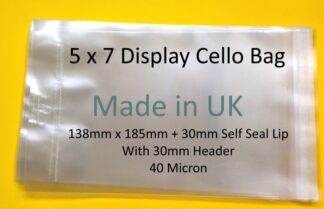 5 x 7 Display Cello Bag
Made in UK
138mm x 185mm + 30mm Self Seal Lip
With 30mm Header
40 Micron